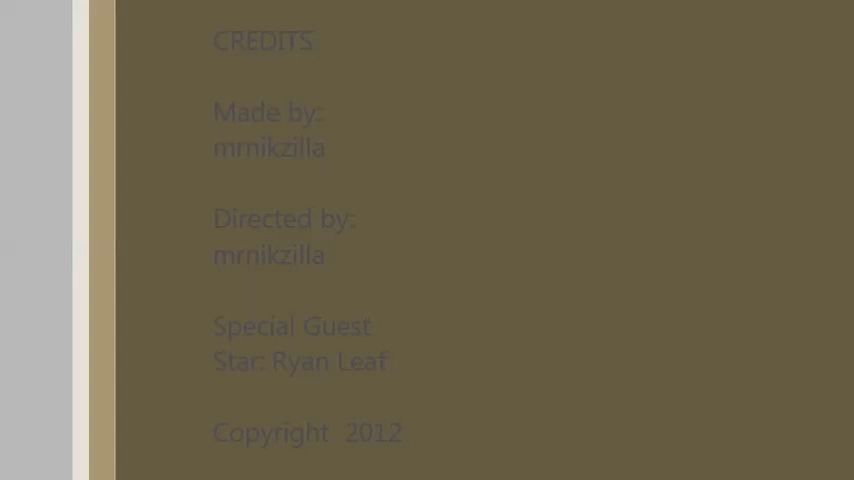 CREDITS
Made by:
mrnikzilla
Directed by:
mrnikzilla
Special Guest
Star: Ryan Leaf
Copyright 2012